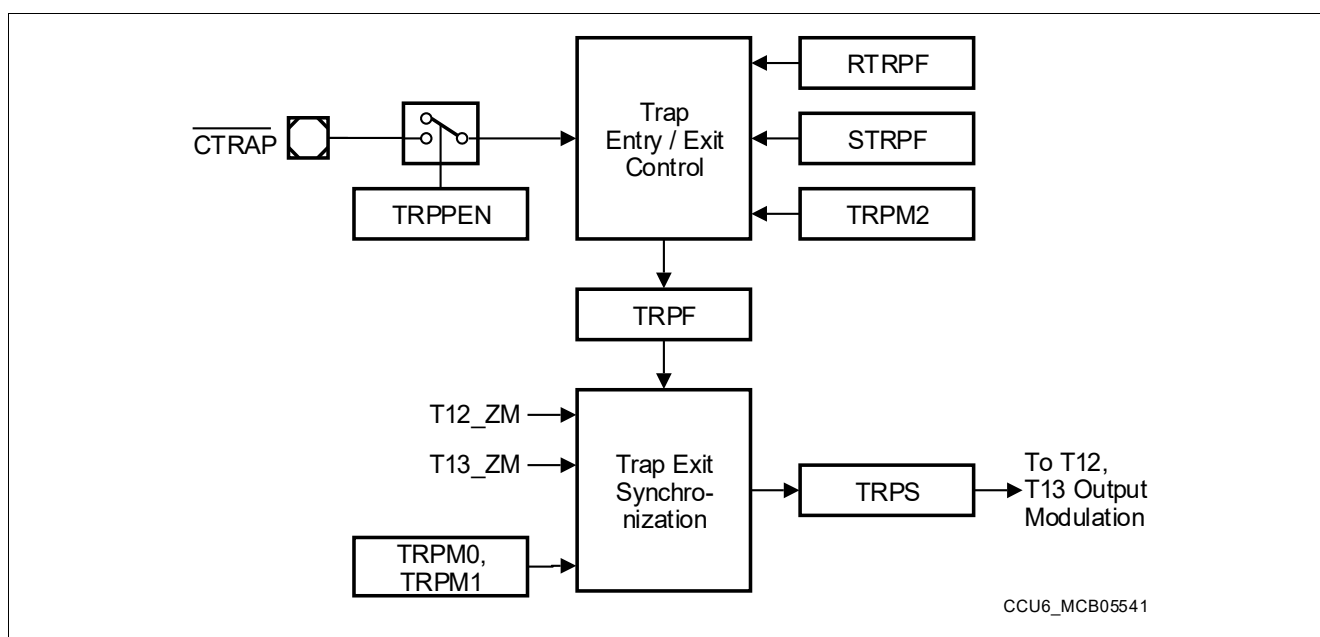 RTRPF
Trap
Entry / Exit
Control
CTRAP
STRPF
TRPPEN
TRPM2
TRPF
T12_ZM
T13_ZM
Trap Exit
Synchro-
nization
TRPS
To T12,
T13 Output
Modulation
TRPM0,
TRPM1
CCU6_MCB05541